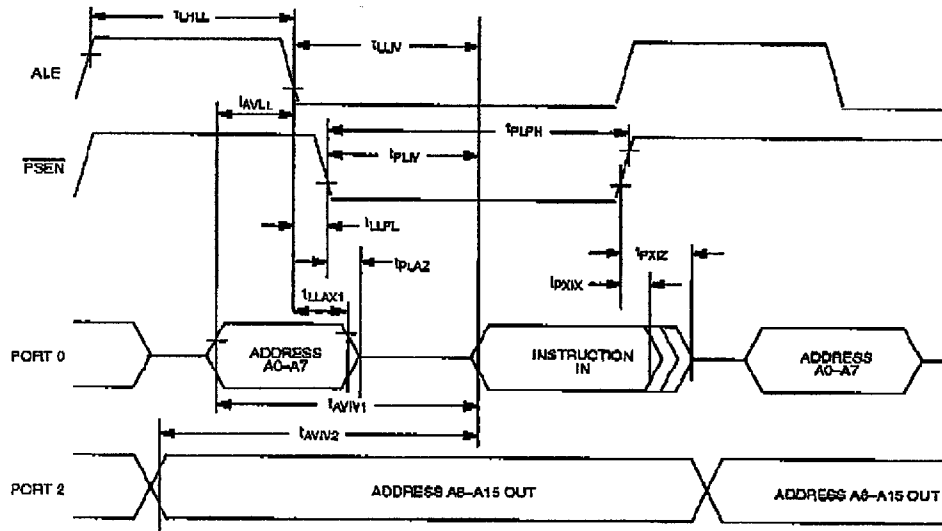 tLHLL
tLLIV
ALE
tAVLL
tPLPH
PSEN
tPLIV
tLLPL
tPLAZ
tPXIZ
tPXIX
tLLAX1
PORT 0
ADDRESS
A0–A7
INSTRUCTION
IN
ADDRESS
A0–A7
tAVIV1
tAVIV2
PORT 2
ADDRESS A8–A15 OUT
ADDRESS A8–A15 OUT